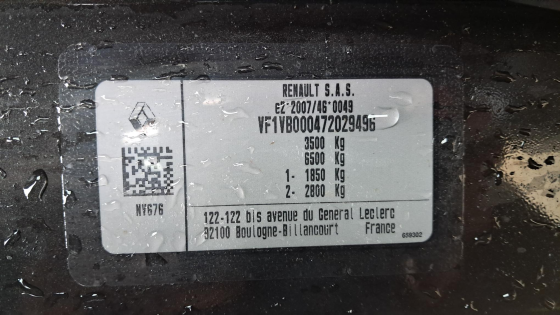 RENAULT S.A.S.
e2*2007/46*0049
VF1VB000472029496
3500 Kg
6500 Kg
1- 1850 Kg
2- 2800 Kg
NY676
122-122 bis avenue du General Leclerc
92100 Boulogne-Billancourt France